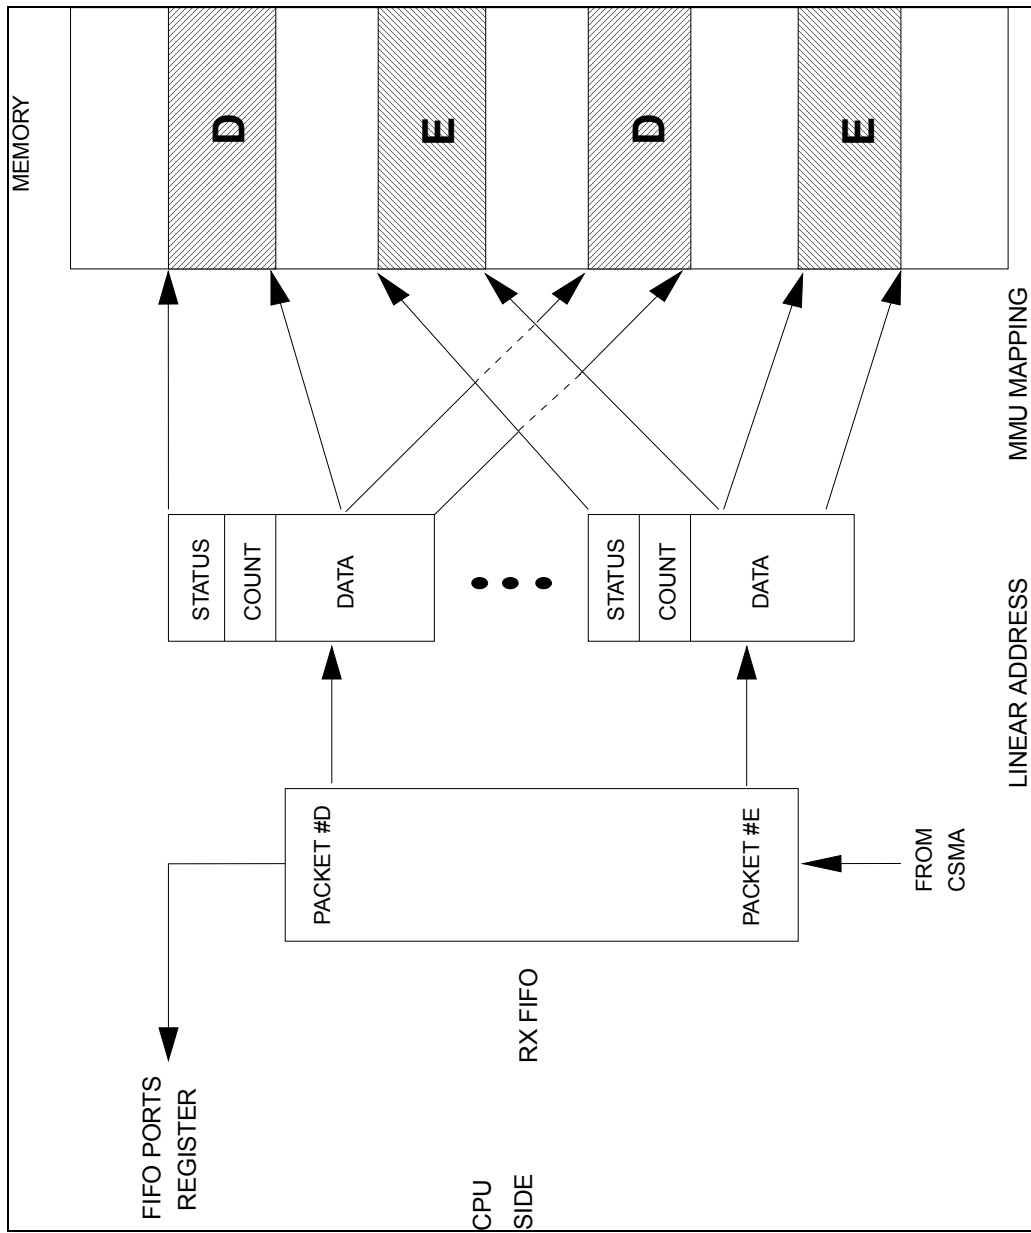 MEMORY
FIFO PORTS
REGISTER
STATUS
D
COUNT
PACKET #D
DATA
E
CPU
SIDE
RX FIFO
STATUS
D
COUNT
PACKET #E
DATA
E
FROM
CSMA
LINEAR ADDRESS
MMU MAPPING